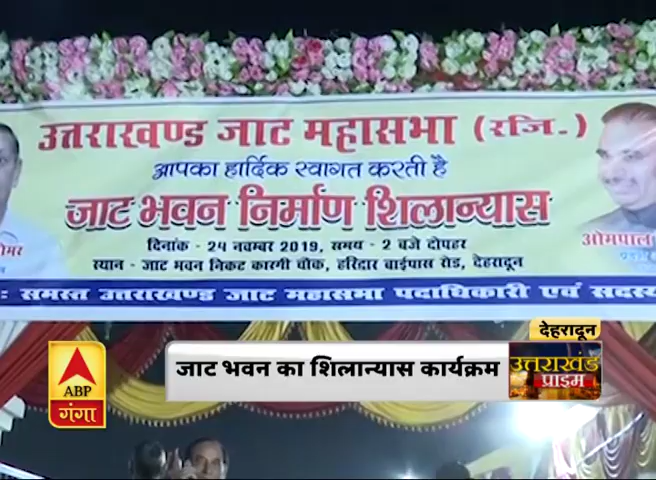 उत्तराखण्ड जाट महासभा (रजि.)
आपका हार्दिक स्वागत करती है
जाट भवन निर्माण शिलान्यास
दिनांक - 24 नवम्बर 2019, समय - 2 बजे दोपहर
स्थान - जाट भवन निकट कारगी चौक, हरिद्वार बाईपास रोड, देहरादून
ओमपाल
समस्त उत्तराखण्ड जाट महासभा पदाधिकारी एवं सदस्य
देहरादून
जाट भवन का शिलान्यास कार्यक्रम
उत्तराखंड
प्राइम
ABP
गंगा